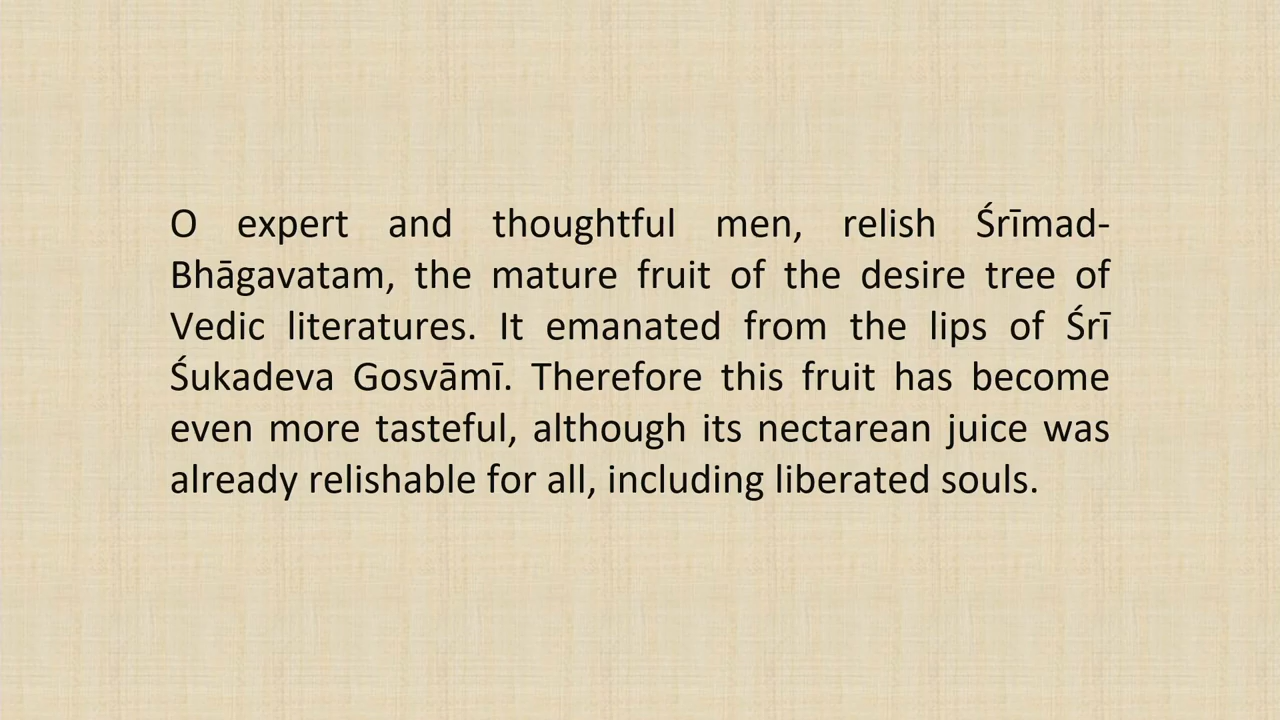 O expert and thoughtful men, relish Śrīmad-
Bhāgavatam, the mature fruit of the desire tree of
Vedic literatures. It emanated from the lips of Śrī
Śukadeva Gosvāmī. Therefore this fruit has become
even more tasteful, although its nectarean juice was
already relishable for all, including liberated souls.